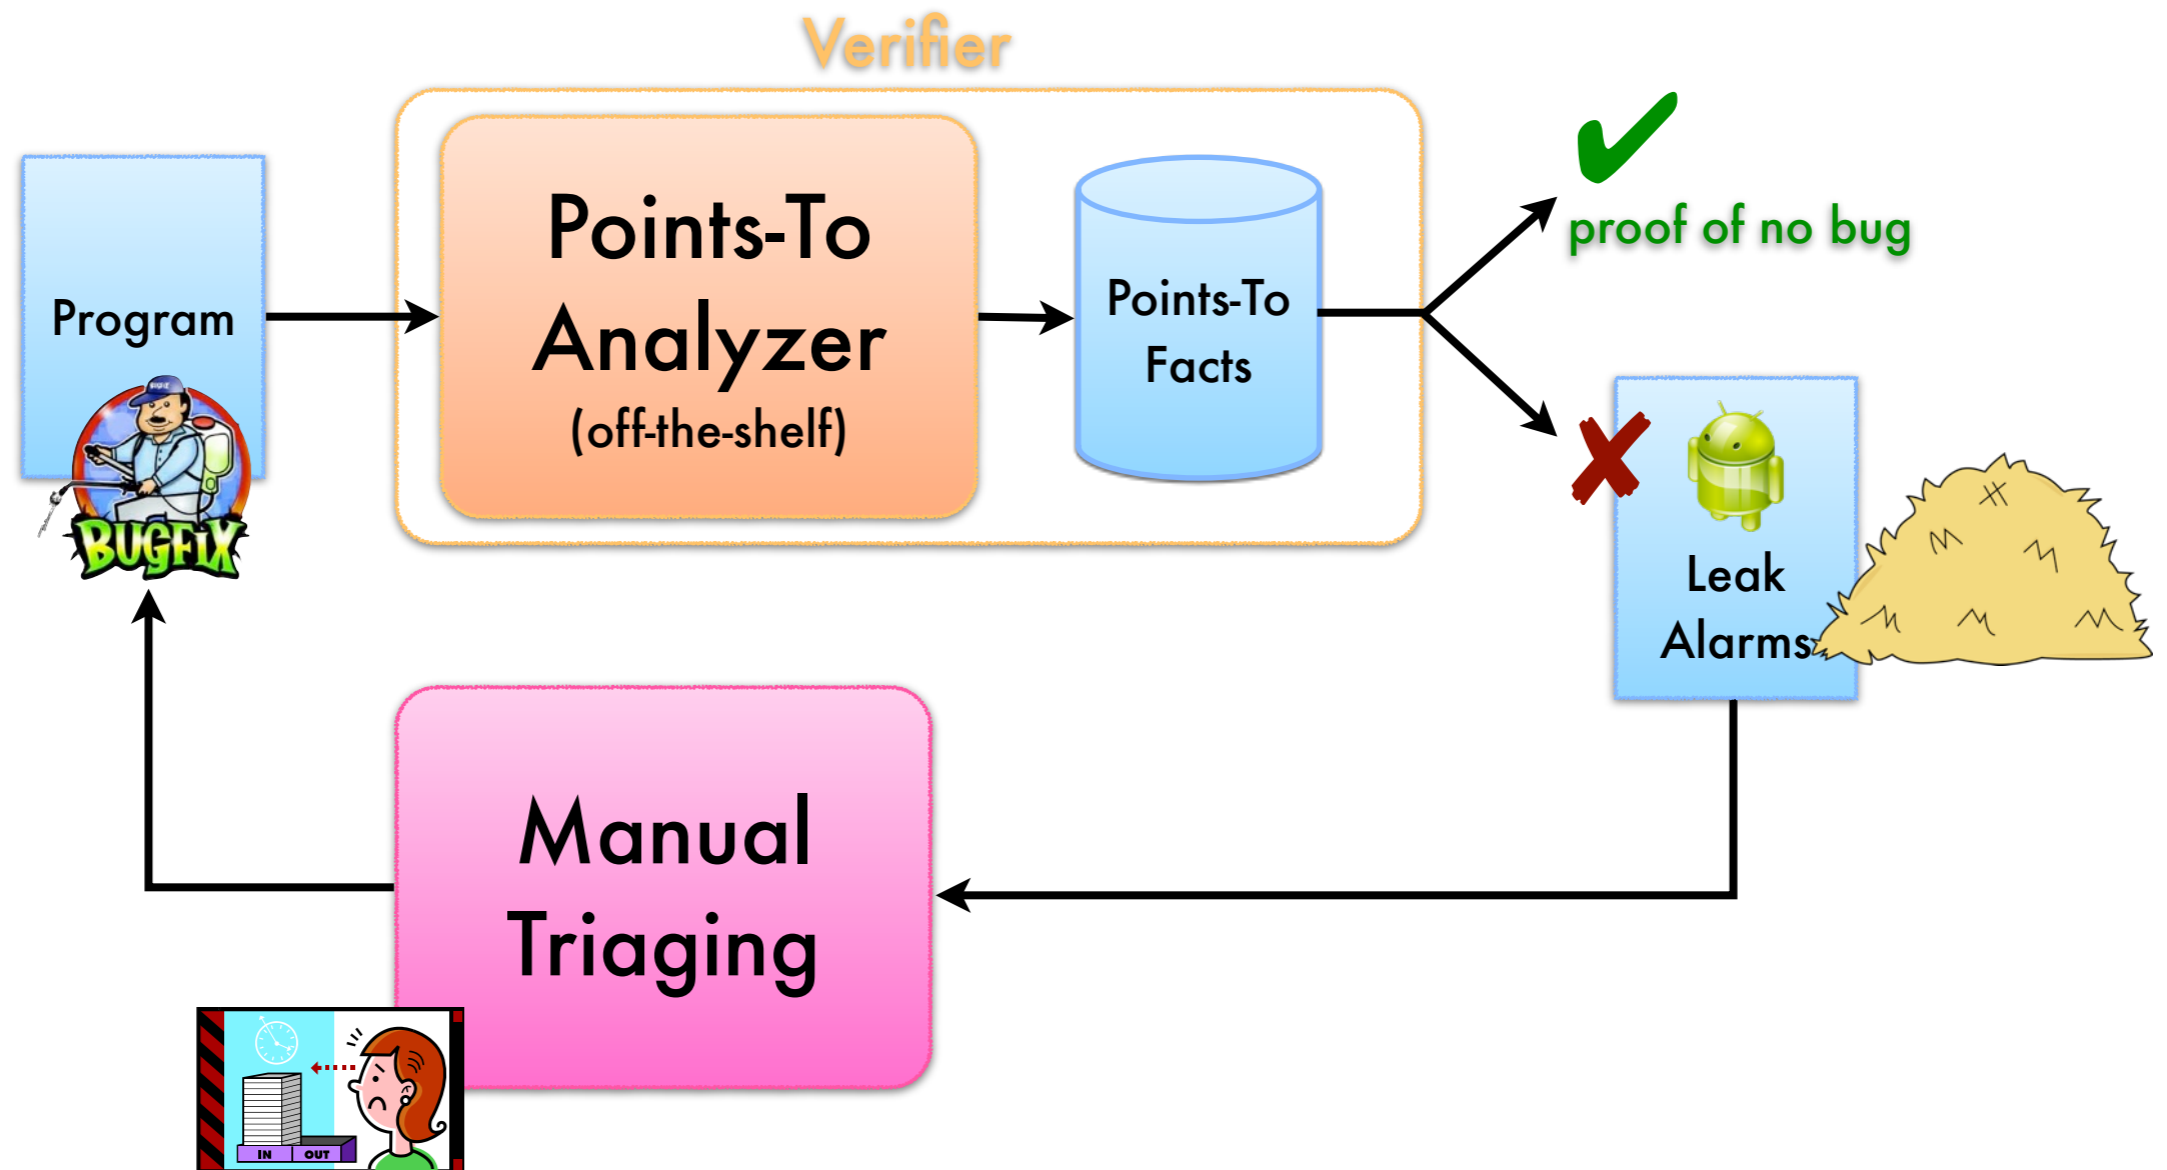 Verifier
Program
BUGFIX
BUGFIX
Points-To
Analyzer
(off-the-shelf)
Points-To
Facts
proof of no bug
Leak
Alarms
Manual
Triaging
IN
OUT